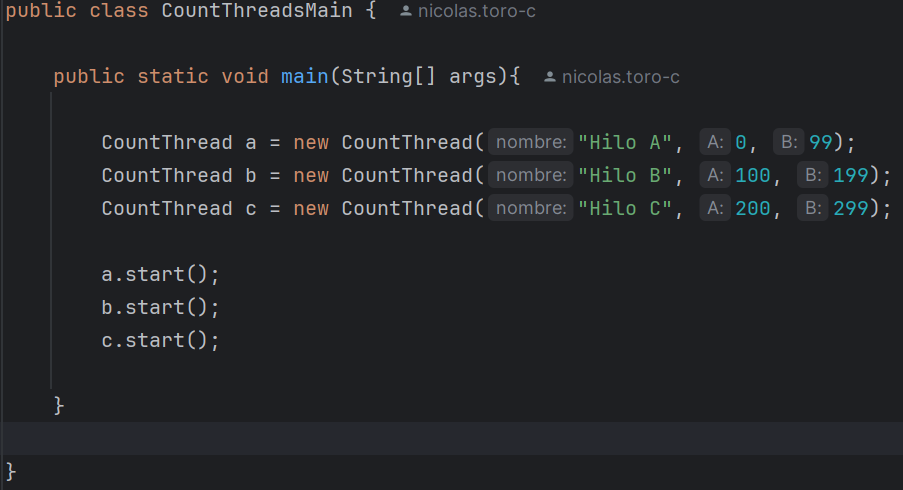 public class CountThreadsMain { nicolas.toro-c
public static void main(String[] args){ nicolas.toro-c
CountThread a = new CountThread( nombre: "Hilo A", A: 0, B: 99);
CountThread b = new CountThread( nombre: "Hilo B", A: 100, B: 199);
CountThread c = new CountThread( nombre: "Hilo C", A: 200, B: 299);
a.start();
b.start();
c.start();
}
}